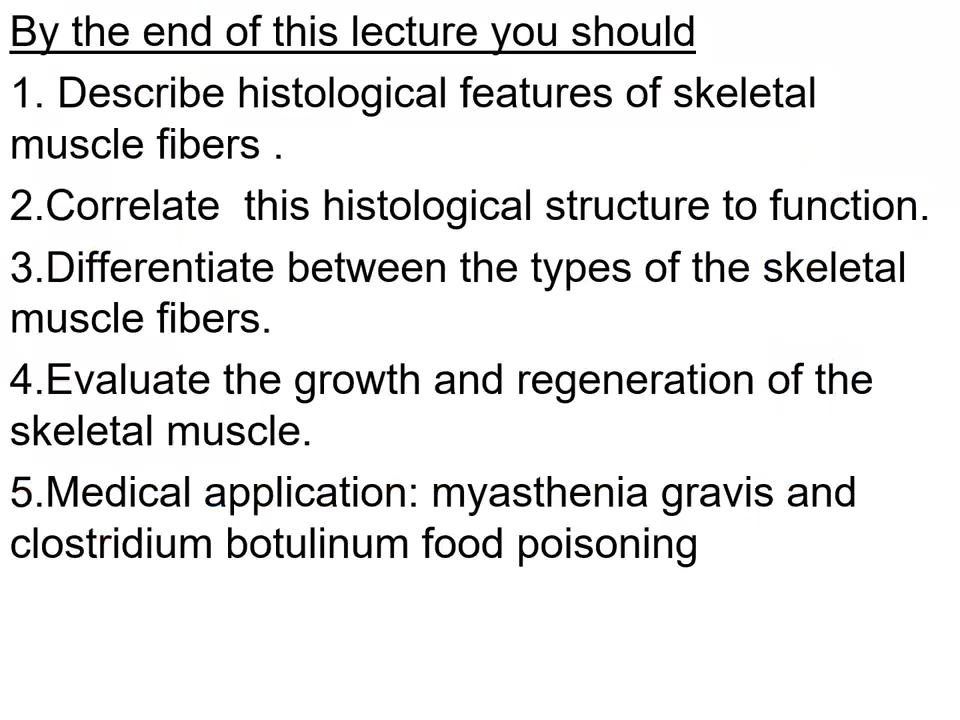 By the end of this lecture you should
1. Describe histological features of skeletal
muscle fibers .
2.Correlate  this histological structure to function.
3.Differentiate between the types of the skeletal
muscle fibers.
4.Evaluate the growth and regeneration of the
skeletal muscle.
5.Medical application: myasthenia gravis and
clostridium botulinum food poisoning